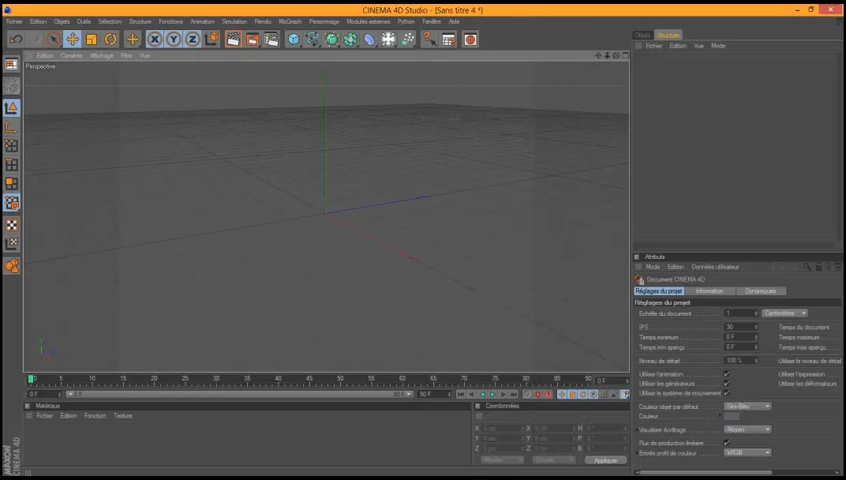 CINEMA 4D Studio - [Sans titre 4 *]
Fichier Edition Objets Outils Sélection Structure Fonctions Animation Simulation Rendu MoGraph Personnage Modules externes Python Fenêtre Aide
Edition Caméras Affichage Filtre Vue
Perspective
Objets Structure
Fichier Edition Vue Mode
Attributs
Mode Edition Données utilisateur
Document CINEMA 4D
Réglages du projet Information Dynamiques
Réglages du projet
Echelle du document 1 Centimètres
IPS 30 Temps du document
Temps minimum 0 F Temps maximum
Temps min aperçu 0 F Temps max aperçu
Niveau de détail 100 % Utiliser le niveau de détail
Utiliser l'animation Utiliser l'expression
Utiliser les générateurs Utiliser les déformateurs
Utiliser le système de mouvement
Couleur objet par défaut Gris-Bleu
Couleur
Visualiser écrêtage Moyen
Flux de production linéaire
Entrée profil de couleur sRGB
0 5 10 15 20 25 30 35 40 45 50 55 60 65 70 75 80 85 90 0 F
0 F 90 F
Matériaux
Fichier Edition Fonction Texture
Coordonnées
X X H
Y Y P
Z Z B
Appliquer
MAXON
CINEMA 4D